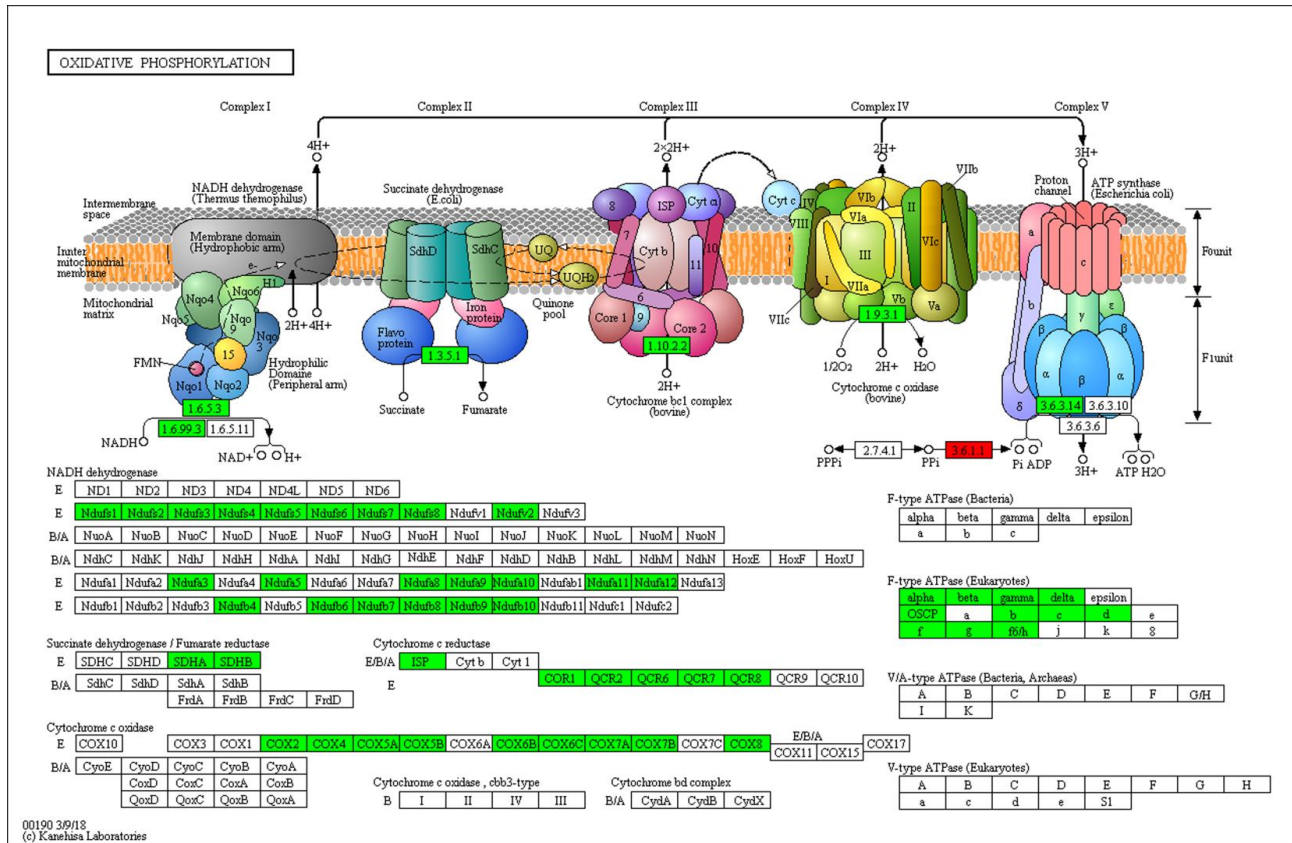 OXIDATIVE PHOSPHORYLATION
Complex I Complex II Complex III Complex IV Complex V
4H+ 2×2H+ 2H+ 3H+
NADH dehydrogenase
(Thermus themophilus)
Succinate dehydrogenase
(E.coli)
Proton
channel
ATP synthase
(Escherichia coli)
Intermembrane
space
Innter
mitochondrial
membrane
Mitochondrial
matrix
Membrane domain
(Hydrophobic arm)
e-
H1
Nqo4
Nqo6
Nqo5
Nqo
9
Nqo
3
15
FMN
Nqo1
Nqo2
Hydrophilic
Domaine
(Peripheral arm)
2H+ 4H+
1.6.5.3
1.6.99.3 1.6.5.11
NADH
NAD+ H+
SdhD SdhC
Flavo
protein
Iron
protein
1.3.5.1
Succinate Fumarate
UQ
UQH2
Quinone
pool
8 ISP Cyt c1
7 Cyt b 10
11
6
Core 1 9 Core 2
1.10.2.2
2H+
Cytochrome bc1 complex
(bovine)
Cyt c
VIIb
IV VIb II
VIII VIa VIc
III
I VIIa
Vb Va
VIIc
1.9.3.1
1/2O2 2H+ H2O
Cytochrome c oxidase
(bovine)
a c
b γ ε
β β
α β α
δ
3.6.3.14 3.6.3.10
3.6.3.6
F0unit
F1unit
PPPi 2.7.4.1 PPi 3.6.1.1 Pi ADP
3H+
ATP H2O
NADH dehydrogenase
E ND1 ND2 ND3 ND4 ND4L ND5 ND6
E Ndufs1 Ndufs2 Ndufs3 Ndufs4 Ndufs5 Ndufs6 Ndufs7 Ndufs8 Ndufv1 Ndufv2 Ndufv3
B/A NuoA NuoB NuoC NuoD NuoE NuoF NuoG NuoH NuoI NuoJ NuoK NuoL NuoM NuoN
B/A NdhC NdhK NdhJ NdhH NdhA NdhI NdhG NdhE NdhF NdhD NdhB NdhL NdhM NdhN HoxE HoxF HoxU
E Ndufa1 Ndufa2 Ndufa3 Ndufa4 Ndufa5 Ndufa6 Ndufa7 Ndufa8 Ndufa9 Ndufa10 Ndufab1 Ndufa11 Ndufa12 Ndufa13
E Ndufb1 Ndufb2 Ndufb3 Ndufb4 Ndufb5 Ndufb6 Ndufb7 Ndufb8 Ndufb9 Ndufb10 Ndufb11 Ndufc1 Ndufc2
Succinate dehydrogenase / Fumarate reductase
E SDHC SDHD SDHA SDHB
B/A SdhC SdhD SdhA SdhB
FrdA FrdB FrdC FrdD
Cytochrome c reductase
E/B/A ISP Cyt b Cyt 1
E COR1 QCR2 QCR6 QCR7 QCR8 QCR9 QCR10
Cytochrome c oxidase
E COX10 COX3 COX1 COX2 COX4 COX5A COX5B COX6A COX6B COX6C COX7A COX7B COX7C COX8
E/B/A
COX11 COX15 COX17
B/A CyoE CyoD CyoC CyoB CyoA
CoxD CoxC CoxA CoxB
QoxD QoxC QoxB QoxA
Cytochrome c oxidase , cbb3-type
B I II IV III
Cytochrome bd complex
B/A CydA CydB CydX
F-type ATPase (Bacteria)
alpha beta gamma delta epsilon
a b c
F-type ATPase (Eukaryotes)
alpha beta gamma delta epsilon
OSCP a b c d e
f g f6/h j k 8
V/A-type ATPase (Bacteria, Archaeas)
A B C D E F G/H
I K
V-type ATPase (Eukaryotes)
A B C D E F G H
a c d e S1
00190 3/9/18
(c) Kanehisa Laboratories